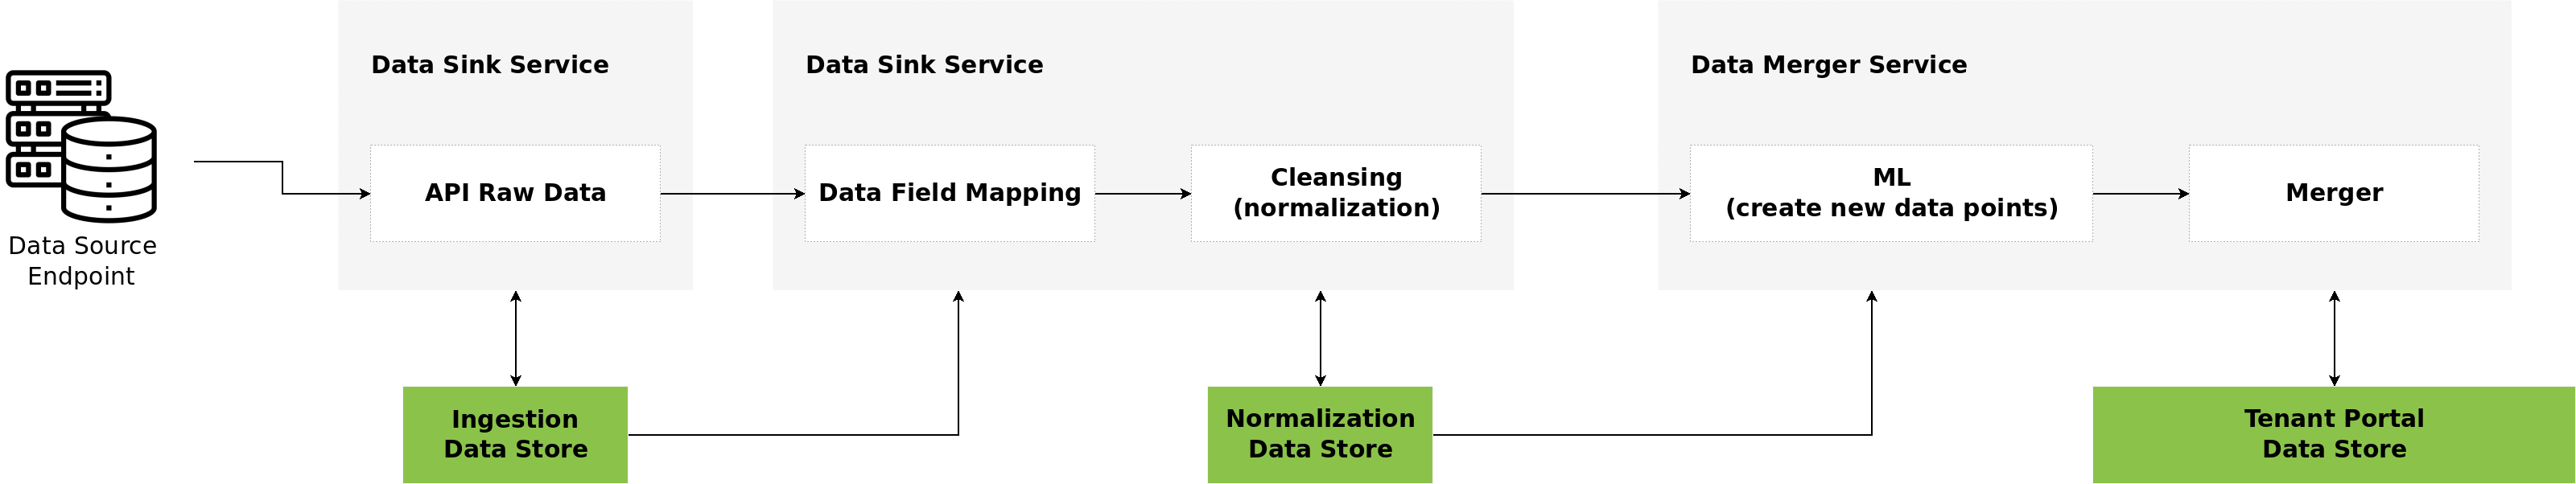 Data Source
Endpoint
Data Sink Service
API Raw Data
Data Sink Service
Data Field Mapping
Cleansing
(normalization)
Data Merger Service
ML
(create new data points)
Merger
Ingestion
Data Store
Normalization
Data Store
Tenant Portal
Data Store